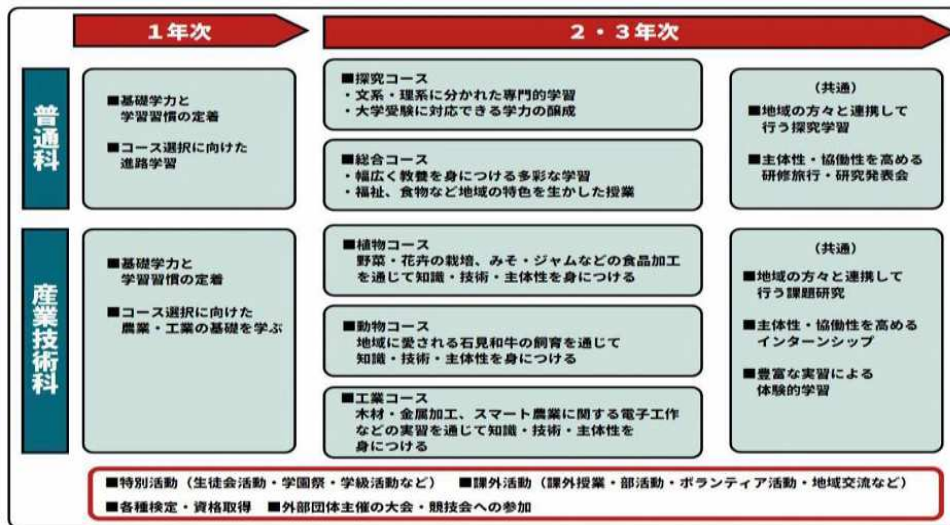 1年次
2・3年次
普通科
■基礎学力と
学習習慣の定着
■コース選択に向けた
進路学習
■探究コース
・文系・理系に分かれた専門的学習
・大学受験に対応できる学力の醸成
■総合コース
・幅広く教養を身につける多彩な学習
・福祉、食物など地域の特色を生かした授業
(共通)
■地域の方々と連携して
行う探究学習
■主体性・協働性を高める
研修旅行・研究発表会
産業技術科
■基礎学力と
学習習慣の定着
■コース選択に向けた
農業・工業の基礎を学ぶ
■植物コース
野菜・花卉の栽培、みそ・ジャムなどの食品加工
を通じて知識・技術・主体性を身につける
■動物コース
地域に愛される石見和牛の飼育を通じて
知識・技術・主体性を身につける
■工業コース
木材・金属加工、スマート農業に関する電子工作
などの実習を通じて知識・技術・主体性を
身につける
(共通)
■地域の方々と連携して
行う課題研究
■主体性・協働性を高める
インターンシップ
■豊富な実習による
体験的学習
■特別活動(生徒会活動・学園祭・学級活動など) ■課外活動(課外授業・部活動・ボランティア活動・地域交流など)
■各種検定・資格取得 ■外部団体主催の大会・競技会への参加